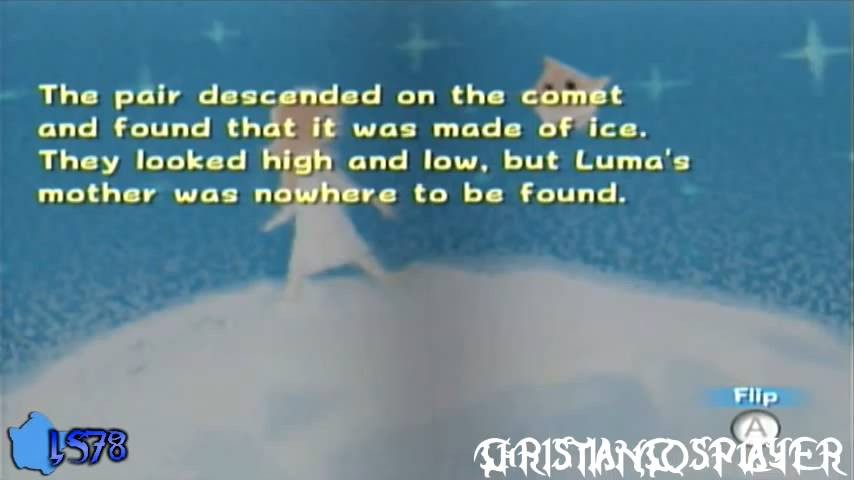 The pair descended on the comet
and found that it was made of ice.
They looked high and low, but Luma's
mother was nowhere to be found.
Flip
A
LS78
CHRISTIANCOSPLAYER